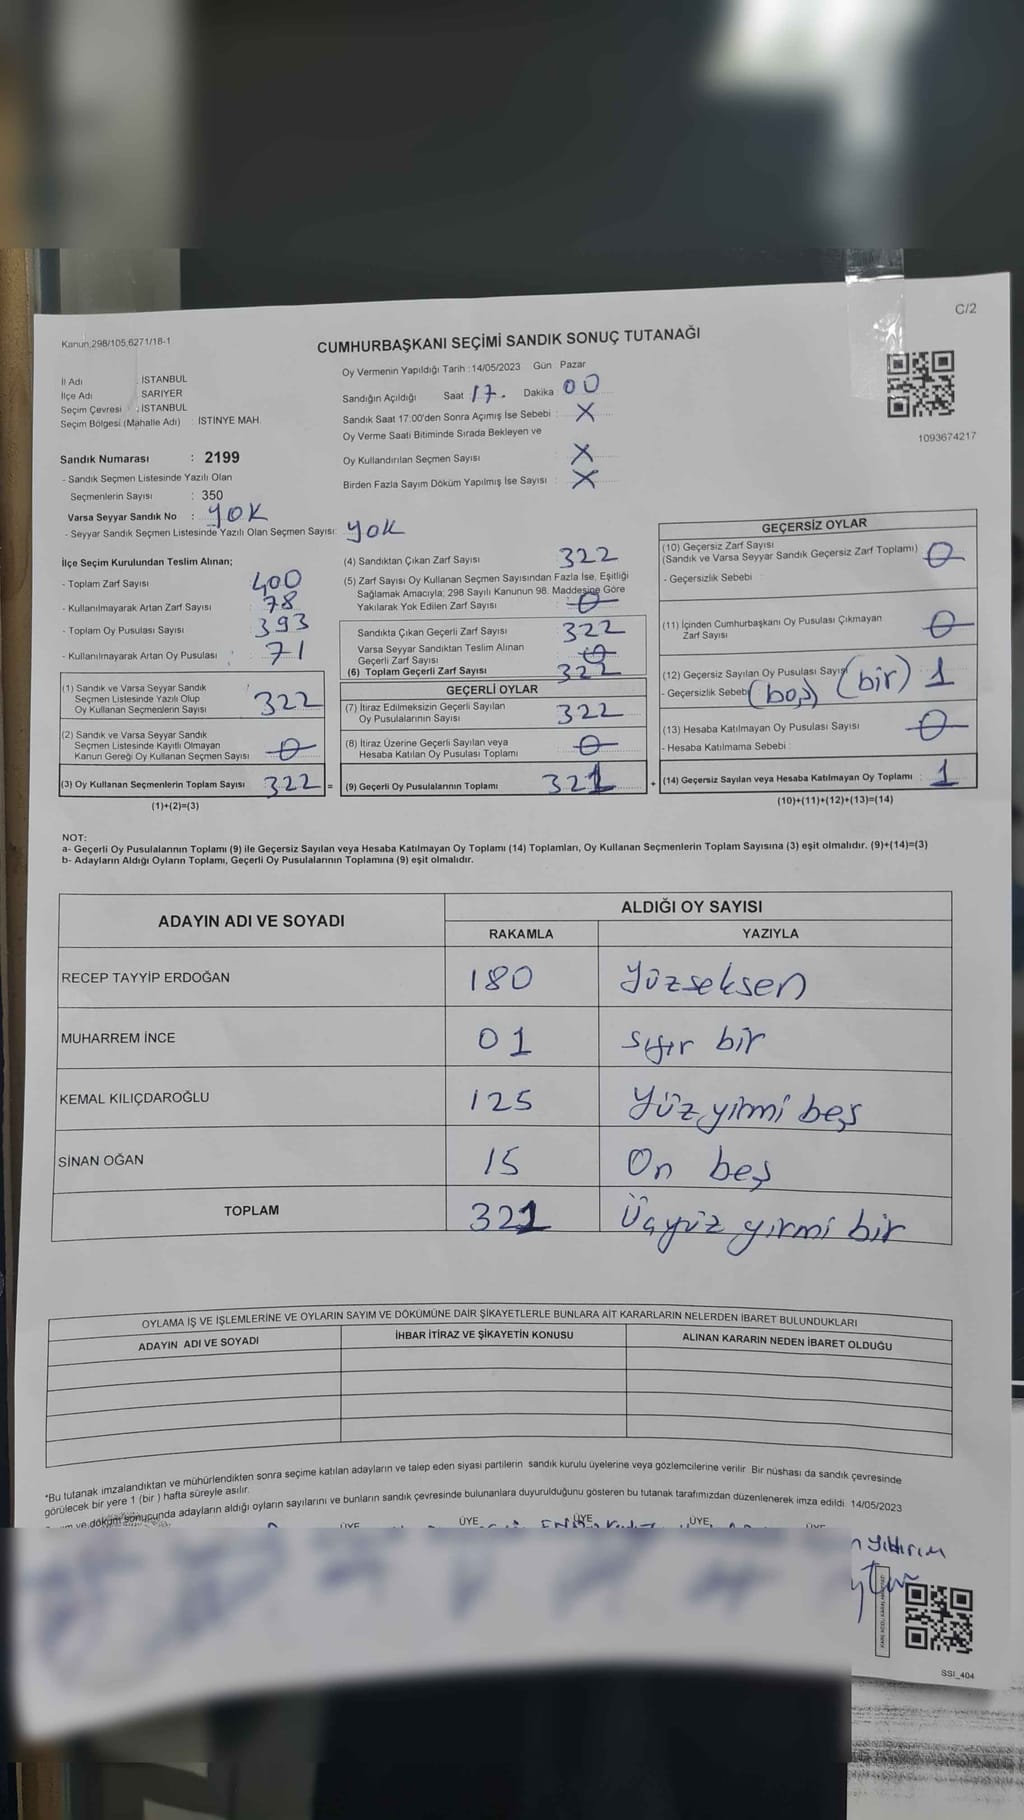 C/2
Kanun,298/105,6271/18-1
CUMHURBAŞKANI SEÇİMİ SANDIK SONUÇ TUTANAĞI
İl Adı : İSTANBUL
İlçe Adı SARIYER
Seçim Çevresi : İSTANBUL
Seçim Bölgesi (Mahalle Adı) : İSTİNYE MAH.
Oy Vermenin Yapıldığı Tarih :14/05/2023 Gün Pazar
Sandığın Açıldığı Saat 17. Dakika 00
Sandık Saat 17:00'den Sonra Açımış İse Sebebi : X
Oy Verme Saati Bitiminde Sırada Bekleyen ve
Oy Kullandırılan Seçmen Sayısı X
Birden Fazla Sayım Döküm Yapılmış İse Sayısı : X
1093674217
Sandık Numarası : 2199
- Sandık Seçmen Listesinde Yazılı Olan
Seçmenlerin Sayısı : 350
Varsa Seyyar Sandık No : yok
- Seyyar Sandık Seçmen Listesinde Yazılı Olan Seçmen Sayısı: yok
İlçe Seçim Kurulundan Teslim Alınan;
- Toplam Zarf Sayısı 400
- Kullanılmayarak Artan Zarf Sayısı 78
- Toplam Oy Pusulası Sayısı 393
- Kullanılmayarak Artan Oy Pusulası : 71
(1) Sandık ve Varsa Seyyar Sandık
Seçmen Listesinde Yazılı Olup
Oy Kullanan Seçmenlerin Sayısı 322
(2) Sandık ve Varsa Seyyar Sandık
Seçmen Listesinde Kayıtlı Olmayan
Kanun Gereği Oy Kullanan Seçmen Sayısı 0
(3) Oy Kullanan Seçmenlerin Toplam Sayısı 322 =
(1)+(2)=(3)
(4) Sandıktan Çıkan Zarf Sayısı 322
(5) Zarf Sayısı Oy Kullanan Seçmen Sayısından Fazla İse, Eşitliği
Sağlamak Amacıyla; 298 Sayılı Kanunun 98. Maddesine Göre
Yakılarak Yok Edilen Zarf Sayısı 0
Sandıkta Çıkan Geçerli Zarf Sayısı 322
Varsa Seyyar Sandıktan Teslim Alınan
Geçerli Zarf Sayısı 0
(6) Toplam Geçerli Zarf Sayısı 322
GEÇERLİ OYLAR
(7) İtiraz Edilmeksizin Geçerli Sayılan
Oy Pusulalarının Sayısı 322
(8) İtiraz Üzerine Geçerli Sayılan veya
Hesaba Katılan Oy Pusulası Toplamı 0
(9) Geçerli Oy Pusulalarının Toplamı 321 +
GEÇERSİZ OYLAR
(10) Geçersiz Zarf Sayısı
(Sandık ve Varsa Seyyar Sandık Geçersiz Zarf Toplamı) 0
- Geçersizlik Sebebi
(11) İçinden Cumhurbaşkanı Oy Pusulası Çıkmayan
Zarf Sayısı 0
(12) Geçersiz Sayılan Oy Pusulası Sayısı (bir) 1
- Geçersizlik Sebebi (boş)
(13) Hesaba Katılmayan Oy Pusulası Sayısı 0
- Hesaba Katılmama Sebebi :
(14) Geçersiz Sayılan veya Hesaba Katılmayan Oy Toplamı : 1
(10)+(11)+(12)+(13)=(14)
NOT:
a- Geçerli Oy Pusulalarının Toplamı (9) ile Geçersiz Sayılan veya Hesaba Katılmayan Oy Toplamı (14) Toplamları, Oy Kullanan Seçmenlerin Toplam Sayısına (3) eşit olmalıdır. (9)+(14)=(3)
b- Adayların Aldığı Oyların Toplamı, Geçerli Oy Pusulalarının Toplamına (9) eşit olmalıdır.
ADAYIN ADI VE SOYADI ALDIĞI OY SAYISI
RAKAMLA YAZIYLA
RECEP TAYYİP ERDOĞAN 180 Yüzseksen
MUHARREM İNCE 01 sıfır bir
KEMAL KILIÇDAROĞLU 125 Yüz yirmi beş
SİNAN OĞAN 15 On beş
TOPLAM 321 Üçyüz yirmi bir
OYLAMA İŞ VE İŞLEMLERİNE VE OYLARIN SAYIM VE DÖKÜMÜNE DAİR ŞİKAYETLERLE BUNLARA AİT KARARLARIN NELERDEN İBARET BULUNDUKLARI
ADAYIN ADI VE SOYADI İHBAR İTİRAZ VE ŞİKAYETİN KONUSU ALINAN KARARIN NEDEN İBARET OLDUĞU
*Bu tutanak imzalandıktan ve mühürlendikten sonra seçime katılan adayların ve talep eden siyasi partilerin sandık kurulu üyelerine veya gözlemcilerine verilir Bir nüshası da sandık çevresinde
görülecek bir yere 1 (bir ) hafta süreyle asılır.
ve döküm sonucunda adayların aldığı oyların sayılarını ve bunların sandık çevresinde bulunanlara duyurulduğunu gösteren bu tutanak tarafımızdan düzenlenerek imza edildi. 14/05/2023
ÜYE ÜYE ÜYE ÜYE ÜYE
Yıldırım
SSI_404